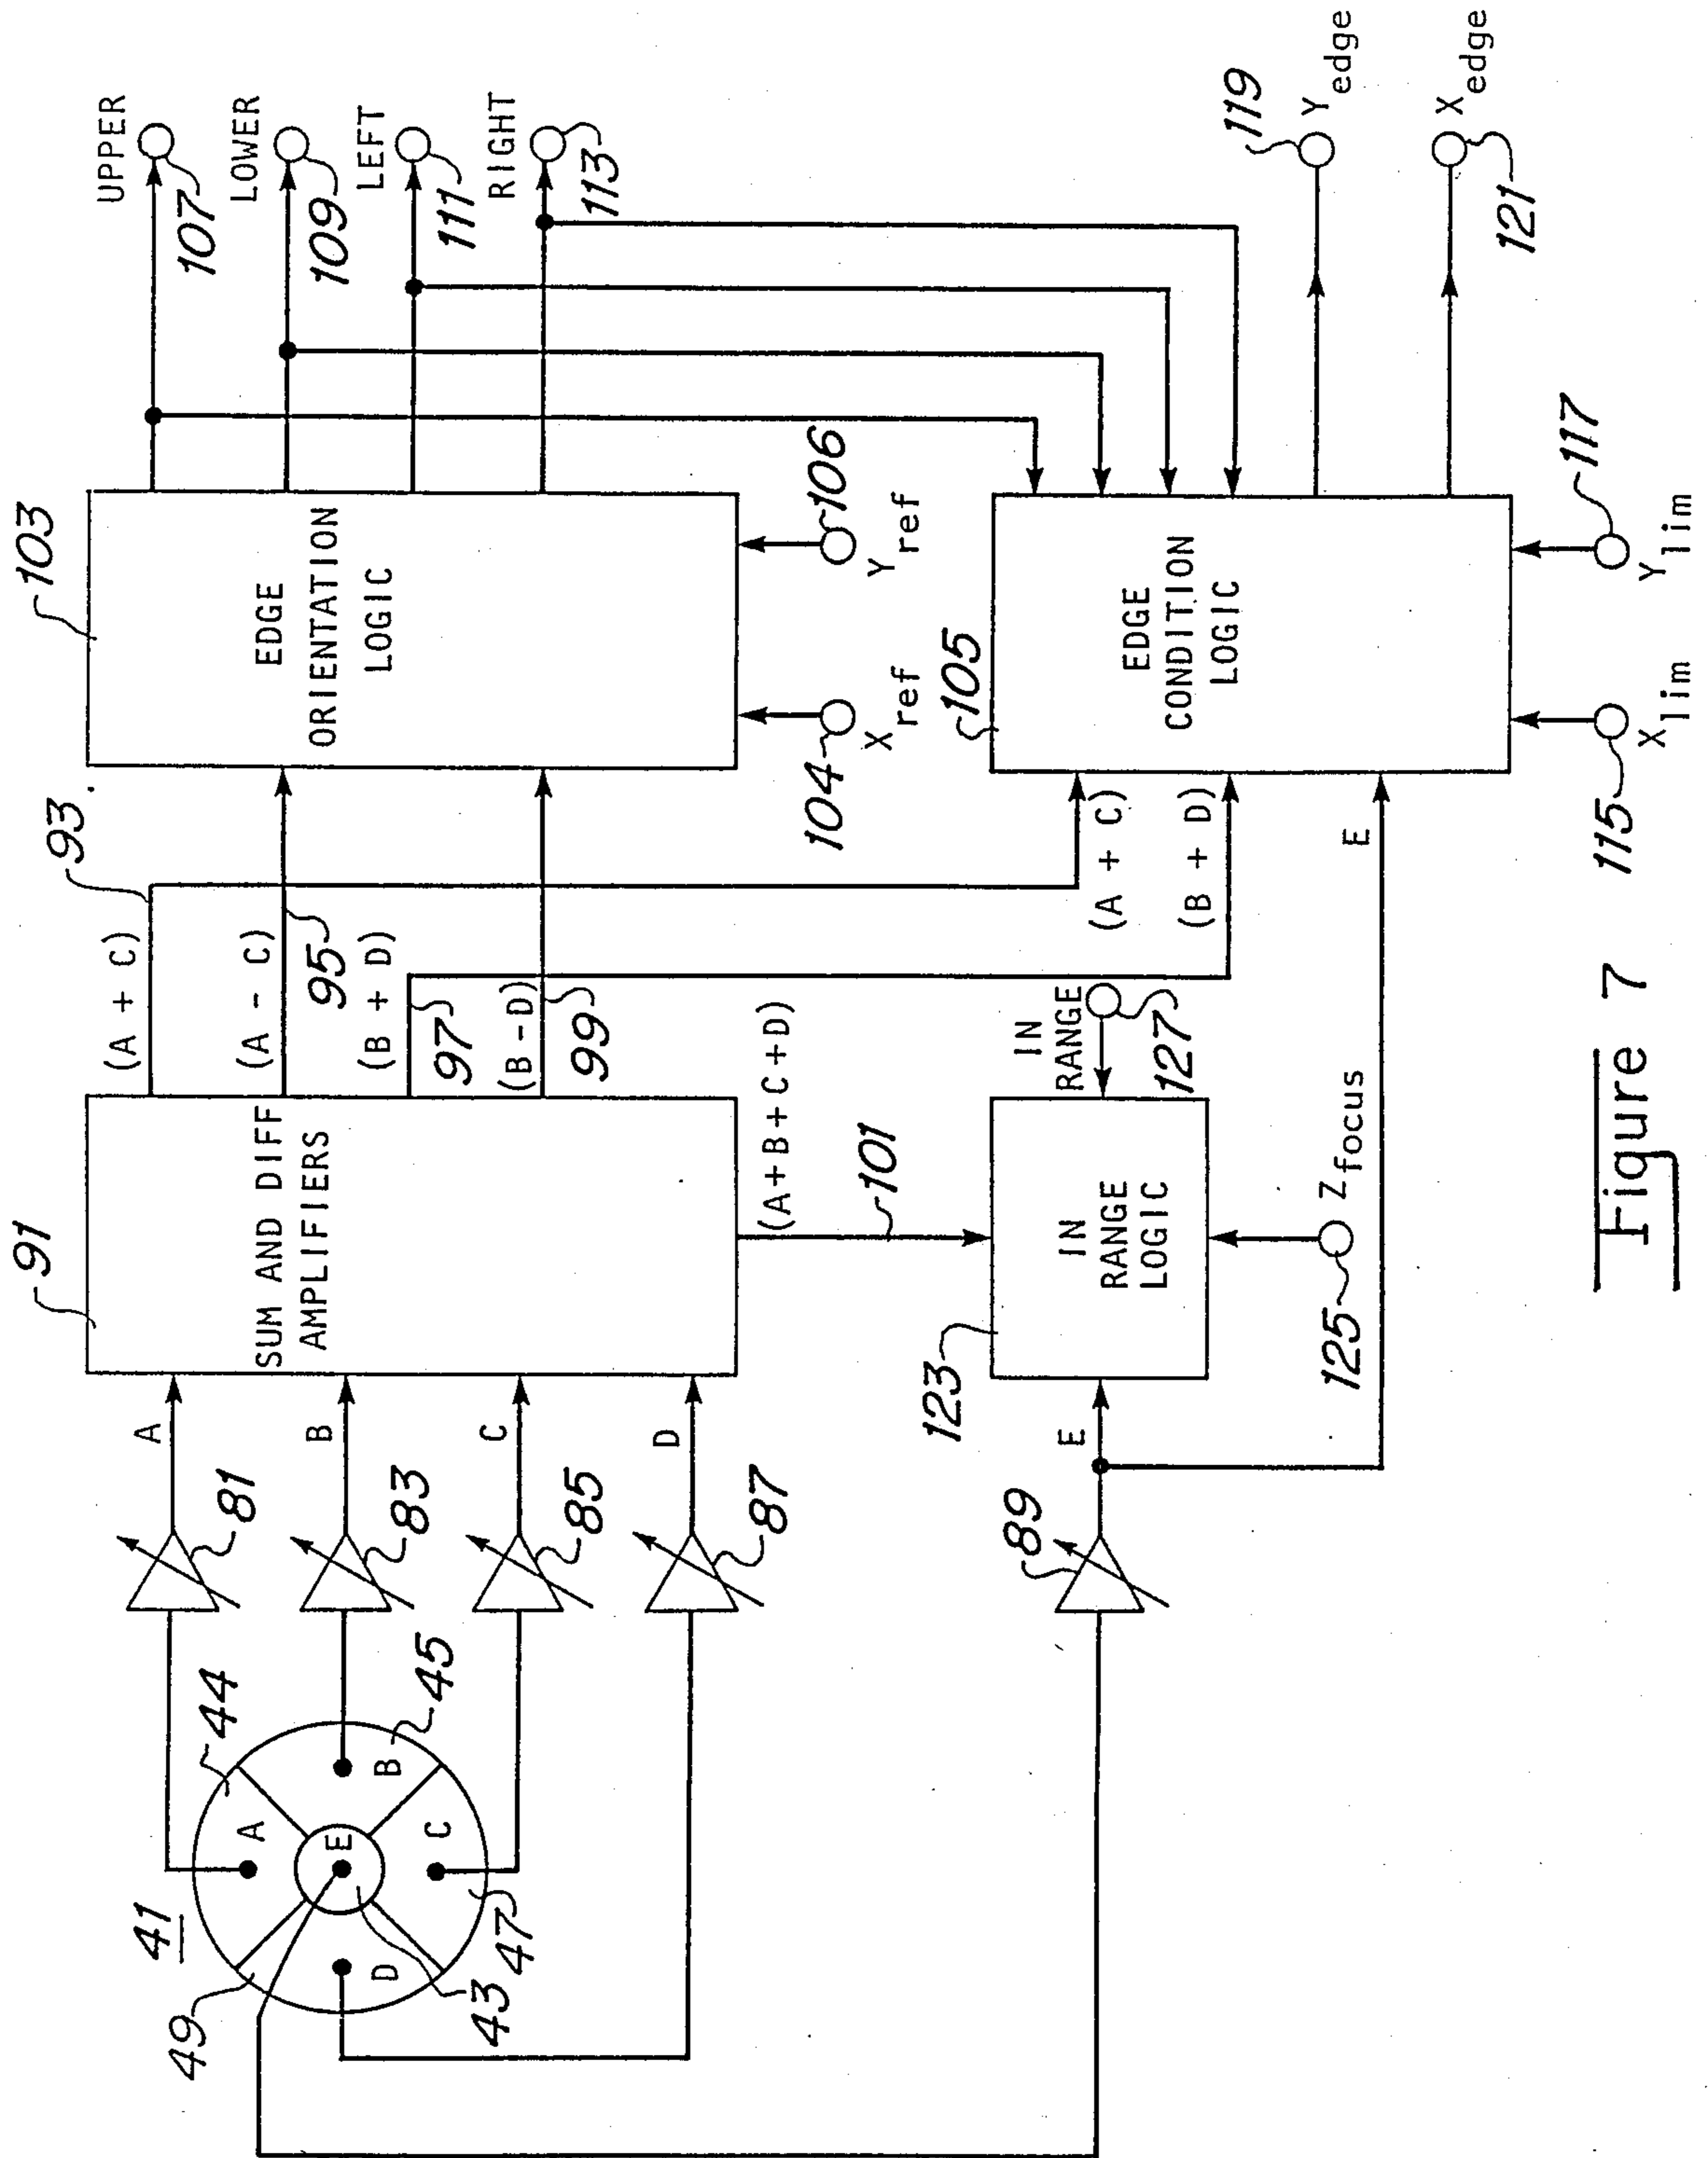 UPPER
107
LOWER
109
LEFT
111
RIGHT
113
103
EDGE
ORIENTATION
LOGIC
104
X ref
106
Y ref
93
(A + C)
(A - C)
95
(B + D)
97
(B - D)
99
91
SUM AND DIFF
AMPLIFIERS
(A+B+C+D)
101
A
B
C
D
81
83
85
87
41
44
45
A
B
C
D
E
49
43
47
89
E
123
IN
RANGE
LOGIC
IN
RANGE
127
125
Z focus
(A + C)
(B + D)
E
105
EDGE
CONDITION
LOGIC
115
X lim
117
Y lim
119
Y edge
121
X edge
Figure 7